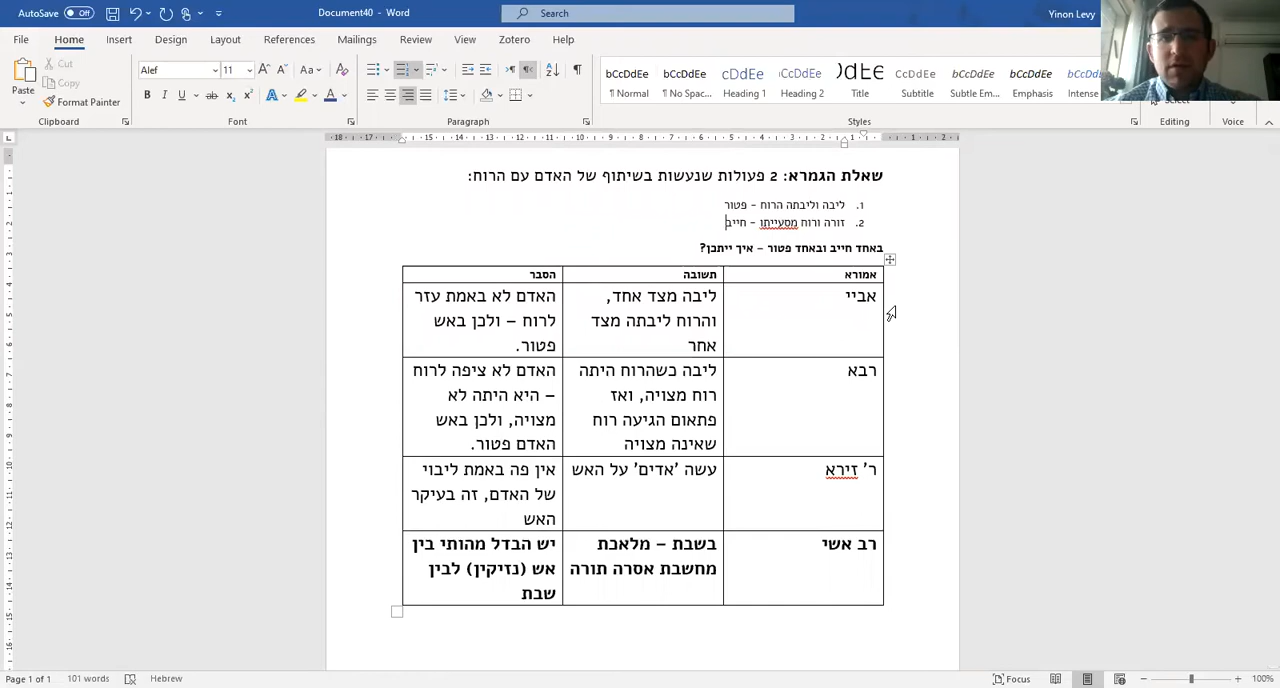 AutoSave Off Document40 - Word Search Yinon Levy
File Home Insert Design Layout References Mailings Review View Zotero Help
Paste Cut Copy Format Painter
Alef 11
B I U ab x₂ x² A A
Aa
¶ Normal ¶ No Spac... Heading 1 Heading 2 Title Subtitle Subtle Em... Emphasis Intense
Clipboard Font Paragraph Styles Editing Voice
שאלת הגמרא: 2 פעולות שנעשות בשיתוף של האדם עם הרוח:
1. ליבה וליבתה הרוח - פטור
2. זורה ורוח מסעייתו - חייב
באחד חייב ובאחד פטור - איך ייתכן?
אמורא תשובה הסבר
אביי ליבה מצד אחד, האדם לא באמת עזר
והרוח ליבתה מצד לרוח – ולכן באש
אחר פטור.
רבא ליבה כשהרוח היתה האדם לא ציפה לרוח
רוח מצויה, ואז – היא היתה לא
פתאום הגיעה רוח מצויה, ולכן באש
שאינה מצויה האדם פטור.
ר' זירא עשה 'אדים' על האש אין פה באמת ליבוי
של האדם, זה בעיקר
האש
רב אשי בשבת – מלאכת יש הבדל מהותי בין
מחשבת אסרה תורה אש (נזיקין) לבין
שבת
Page 1 of 1 101 words Hebrew Focus 100%